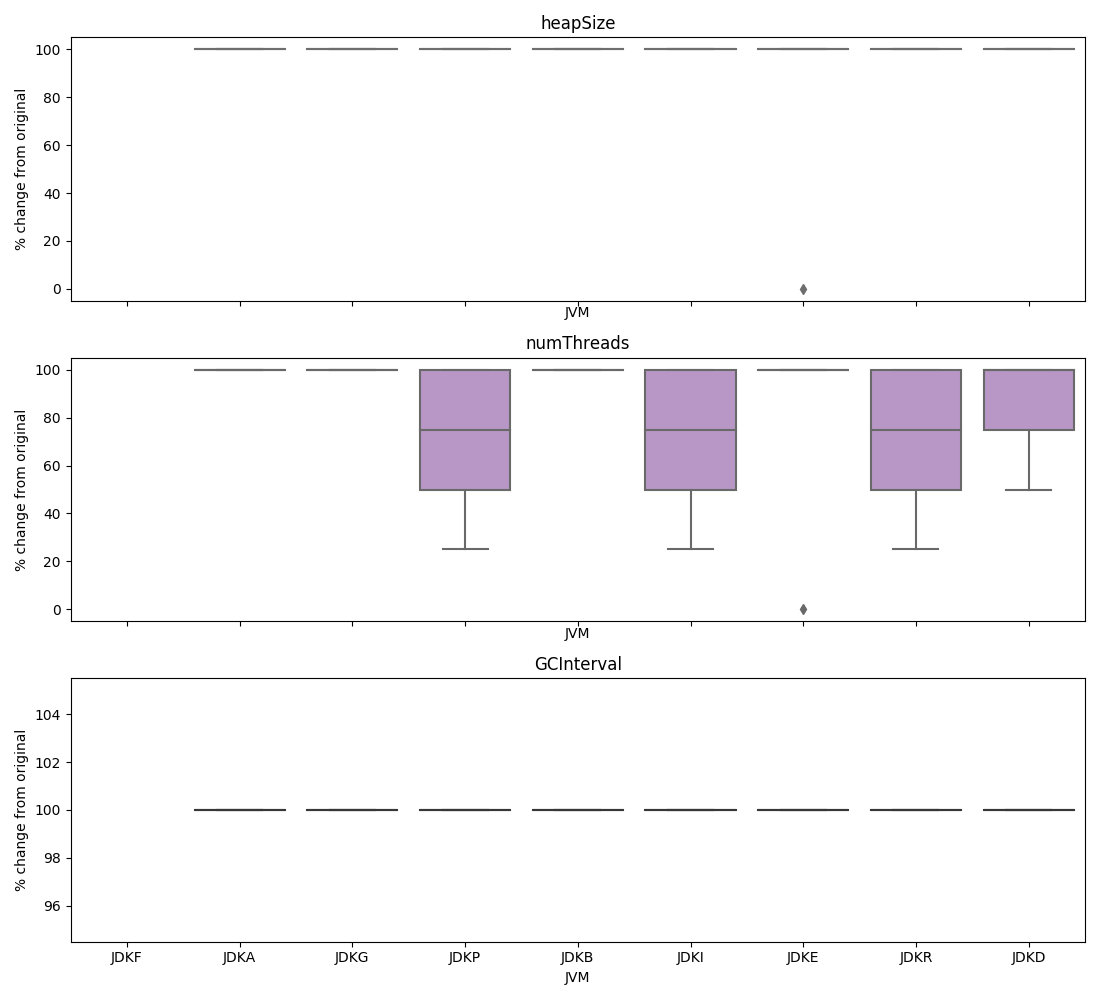 heapSize
% change from original
100
80
60
40
20
0
JVM
numThreads
% change from original
100
80
60
40
20
0
JVM
GCInterval
% change from original
104
102
100
98
96
JDKF JDKA JDKG JDKP JDKB JDKI JDKE JDKR JDKD
JVM